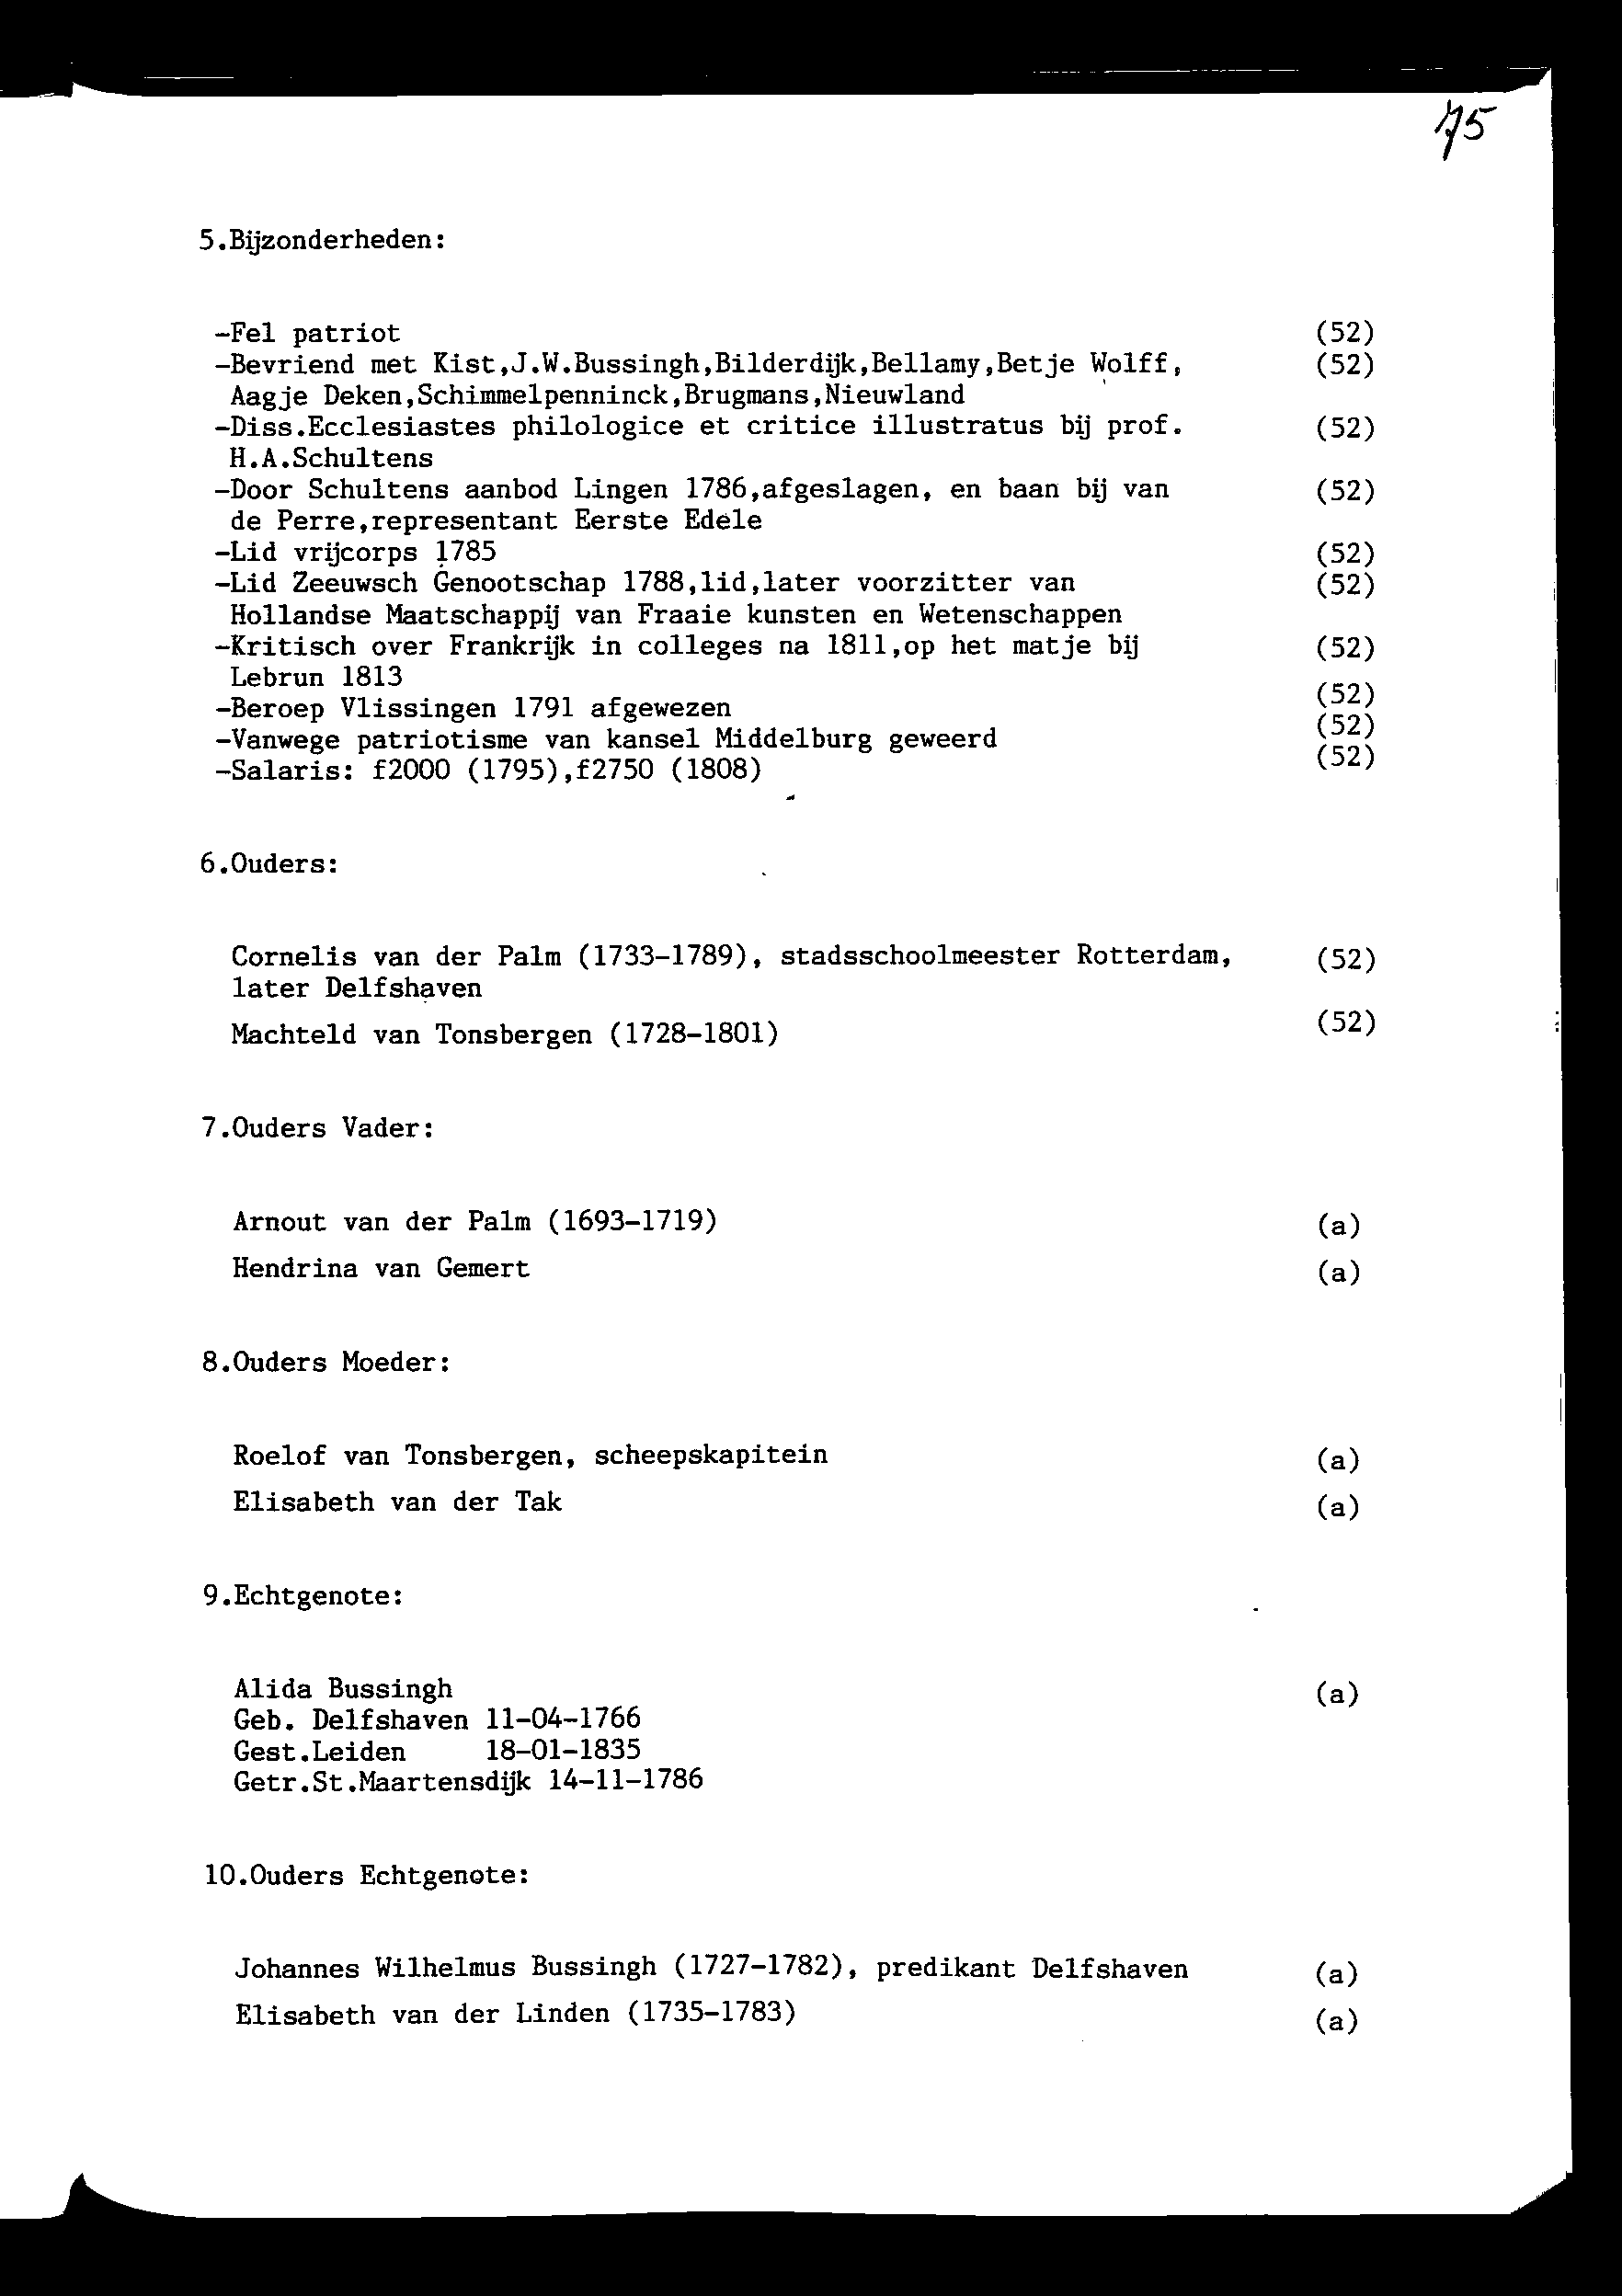 75
5.Bijzonderheden:
-Fel patriot (52)
-Bevriend met Kist,J.W.Bussingh,Bilderdijk,Bellamy,Betje Wolff, (52)
Aagje Deken,Schimmelpenninck,Brugmans,Nieuwland
-Diss.Ecclesiastes philologice et critice illustratus bij prof. (52)
H.A.Schultens
-Door Schultens aanbod Lingen 1786,afgeslagen, en baan bij van (52)
de Perre,representant Eerste Edele
-Lid vrijcorps 1785 (52)
-Lid Zeeuwsch Genootschap 1788,lid,later voorzitter van (52)
Hollandse Maatschappij van Fraaie kunsten en Wetenschappen
-Kritisch over Frankrijk in colleges na 1811,op het matje bij (52)
Lebrun 1813
-Beroep Vlissingen 1791 afgewezen (52)
-Vanwege patriotisme van kansel Middelburg geweerd (52)
-Salaris: f2000 (1795),f2750 (1808) (52)
6.Ouders:
Cornelis van der Palm (1733-1789), stadsschoolmeester Rotterdam, (52)
later Delfshaven
Machteld van Tonsbergen (1728-1801) (52)
7.Ouders Vader:
Arnout van der Palm (1693-1719) (a)
Hendrina van Gemert (a)
8.Ouders Moeder:
Roelof van Tonsbergen, scheepskapitein (a)
Elisabeth van der Tak (a)
9.Echtgenote:
Alida Bussingh (a)
Geb. Delfshaven 11-04-1766
Gest.Leiden 18-01-1835
Getr.St.Maartensdijk 14-11-1786
10.Ouders Echtgenote:
Johannes Wilhelmus Bussingh (1727-1782), predikant Delfshaven (a)
Elisabeth van der Linden (1735-1783) (a)